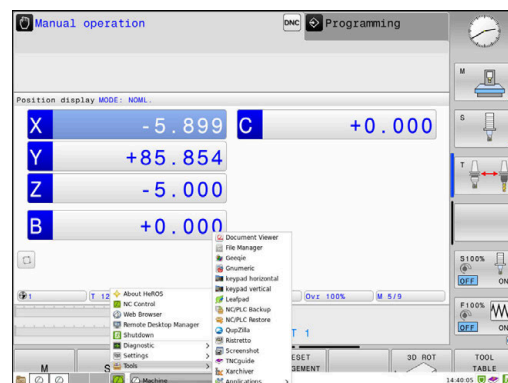 Manual operation
DNC
Programming
Position display MODE: NOML.
X -5.899
C +0.000
Y +85.854
Z -5.000
B +0.000
M
S
T
S100%
OFF ON
F100%
OFF ON
1
T 12
Ovr 100%
M 5/9
T 1
About HeROS
NC Control
Web Browser
Remote Desktop Manager
Shutdown
Diagnostic
Settings
Tools
Document Viewer
File Manager
Geeqie
Gnumeric
keypad horizontal
keypad vertical
Leafpad
NC/PLC Backup
NC/PLC Restore
QupZilla
Ristretto
Screenshot
TNCguide
Xarchiver
Applications
M
S
3D ROT
TOOL
TABLE
Machine
14:40:05